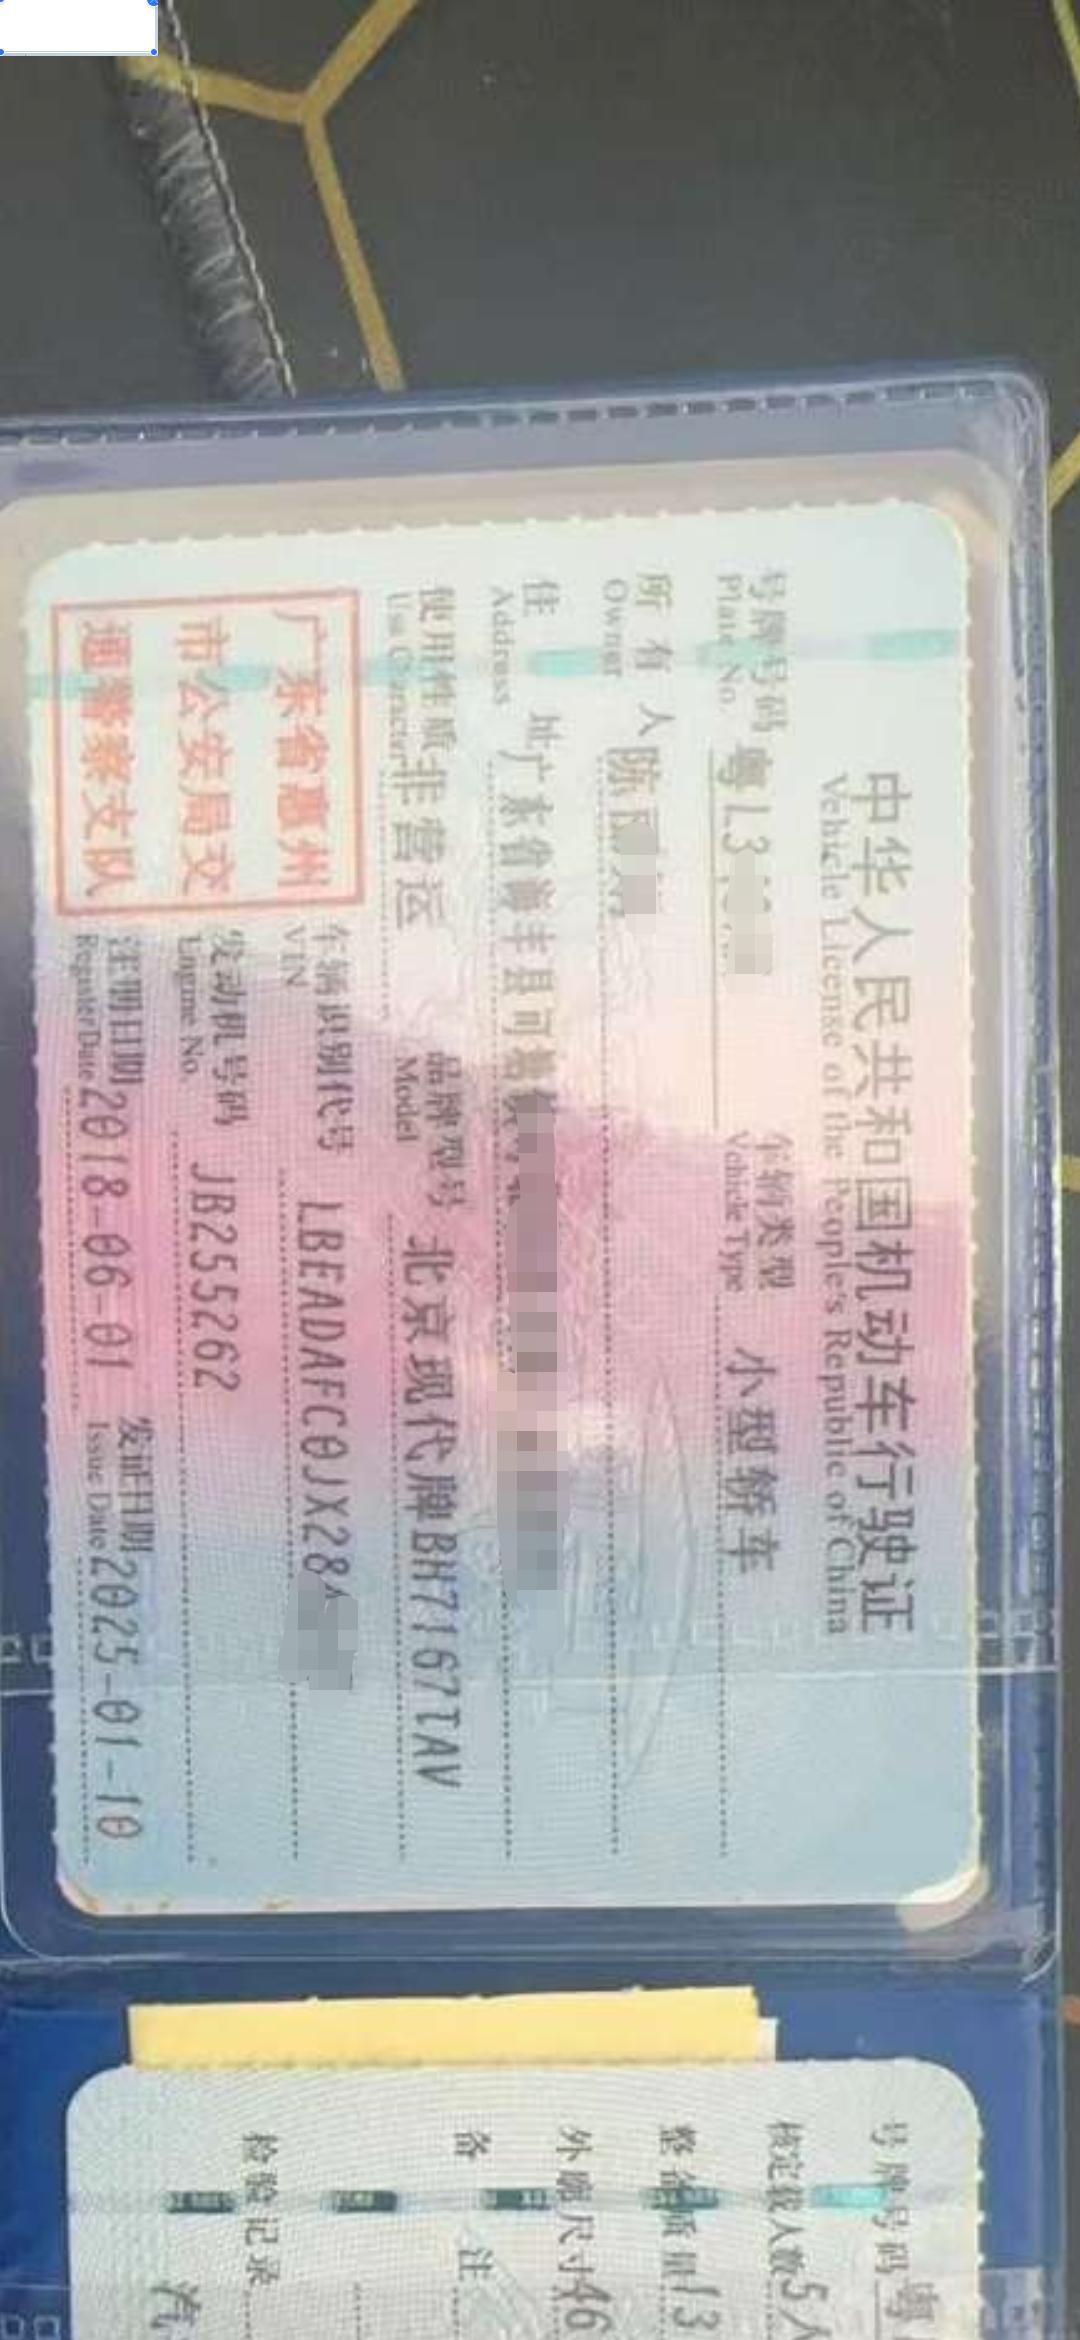 中华人民共和国机动车行驶证
Vehicle License of the People's Republic of China
号牌号码 粤L3 车辆类型 小型轿车
Plate No. Vehicle Type
所有人 陈
Owner
住址 广东省海丰县可塘镇
Address
使用性质 非营运 品牌型号 北京现代牌BH7167TAV
Use Character Model
广东省惠州
市公安局交
通警察支队
车辆识别代号 LBEADAFC0JX28
VIN
发动机号码 JB255262
Engine No.
注册日期 2018-06-01 发证日期 2025-01-10
Register Date Issue Date
号牌号码 粤
核定载人数 5人
整备质量 13
外廓尺寸 46
备注
检验记录
汽